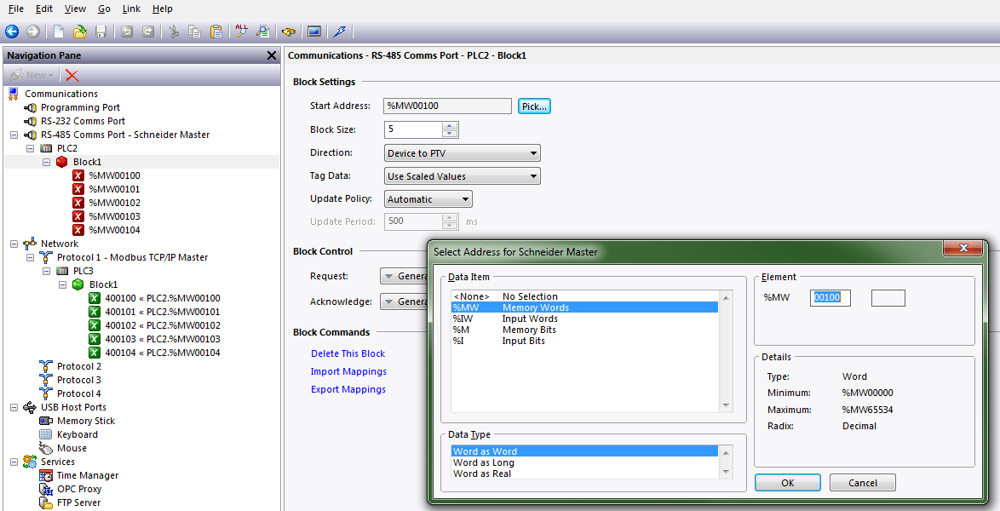 File Edit View Go Link Help
ALL
Navigation Pane
New
Communications
Programming Port
RS-232 Comms Port
RS-485 Comms Port - Schneider Master
PLC2
Block1
%MW00100
%MW00101
%MW00102
%MW00103
%MW00104
Network
Protocol 1 - Modbus TCP/IP Master
PLC3
Block1
400100 « PLC2.%MW00100
400101 « PLC2.%MW00101
400102 « PLC2.%MW00102
400103 « PLC2.%MW00103
400104 « PLC2.%MW00104
Protocol 2
Protocol 3
Protocol 4
USB Host Ports
Memory Stick
Keyboard
Mouse
Services
Time Manager
OPC Proxy
FTP Server
Communications - RS-485 Comms Port - PLC2 - Block1
Block Settings
Start Address: %MW00100 Pick...
Block Size: 5
Direction: Device to PTV
Tag Data: Use Scaled Values
Update Policy: Automatic
Update Period: 500 ms
Block Control
Request: Genera
Acknowledge: Genera
Block Commands
Delete This Block
Import Mappings
Export Mappings
Select Address for Schneider Master
Data Item
<None> No Selection
%MW Memory Words
%IW Input Words
%M Memory Bits
%I Input Bits
Data Type
Word as Word
Word as Long
Word as Real
Element
%MW 00100
Details
Type: Word
Minimum: %MW00000
Maximum: %MW65534
Radix: Decimal
OK Cancel